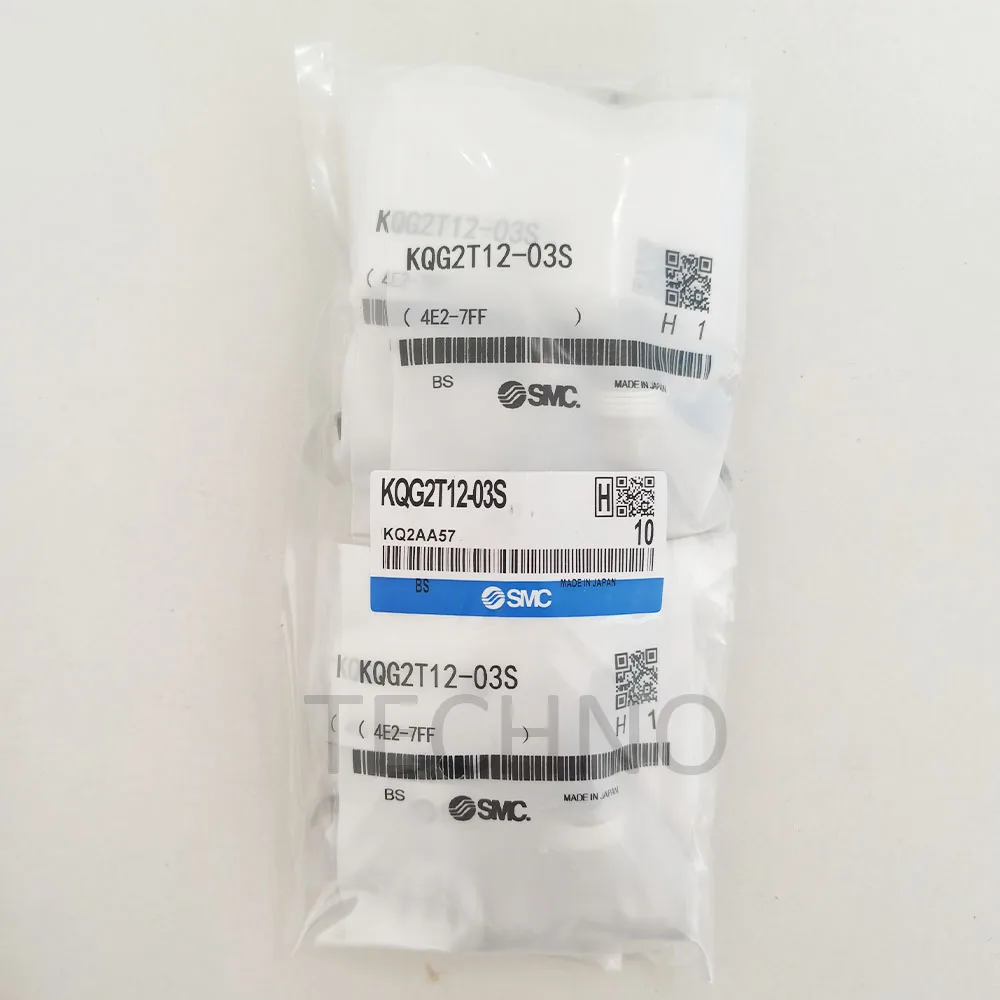 KQG2T12-03S
KQG2T12-03S
( 4E2-7FF )
H 1
BS
SMC.
MADE IN JAPAN
KQG2T12-03S
H
KQ2AA57
10
BS
SMC
MADE IN JAPAN
KQG2T12-03S
TECHNO
( 4E2-7FF )
H 1
BS
SMC.
MADE IN JAPAN